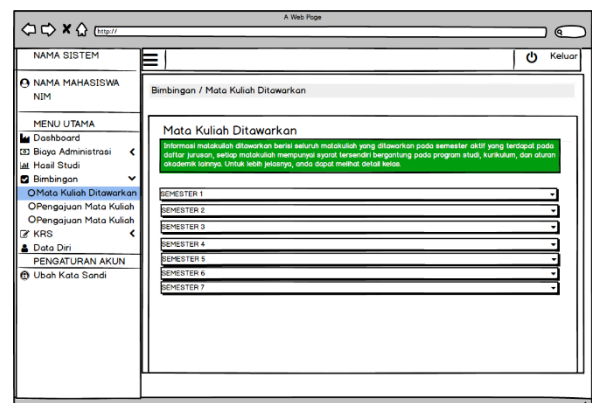 A Web Page
http://
NAMA SISTEM
Keluar
NAMA MAHASISWA
NIM
MENU UTAMA
Dashboard
Biaya Administrasi
Hasil Studi
Bimbingan
Mata Kuliah Ditawarkan
Pengajuan Mata Kuliah
Pengajuan Mata Kuliah
KRS
Data Diri
PENGATURAN AKUN
Ubah Kata Sandi
Bimbingan / Mata Kuliah Ditawarkan
Mata Kuliah Ditawarkan
Informasi matakuliah ditawarkan berisi seluruh matakuliah yang ditawarkan pada semester aktif yang terdapat pada
daftar jurusan, setiap matakuliah mempunyai syarat tersendiri bergantung pada program studi, kurikulum, dan aturan
akademik lainnya. Untuk lebih jelasnya, anda dapat melihat detail kelas.
SEMESTER 1
SEMESTER 2
SEMESTER 3
SEMESTER 4
SEMESTER 5
SEMESTER 6
SEMESTER 7